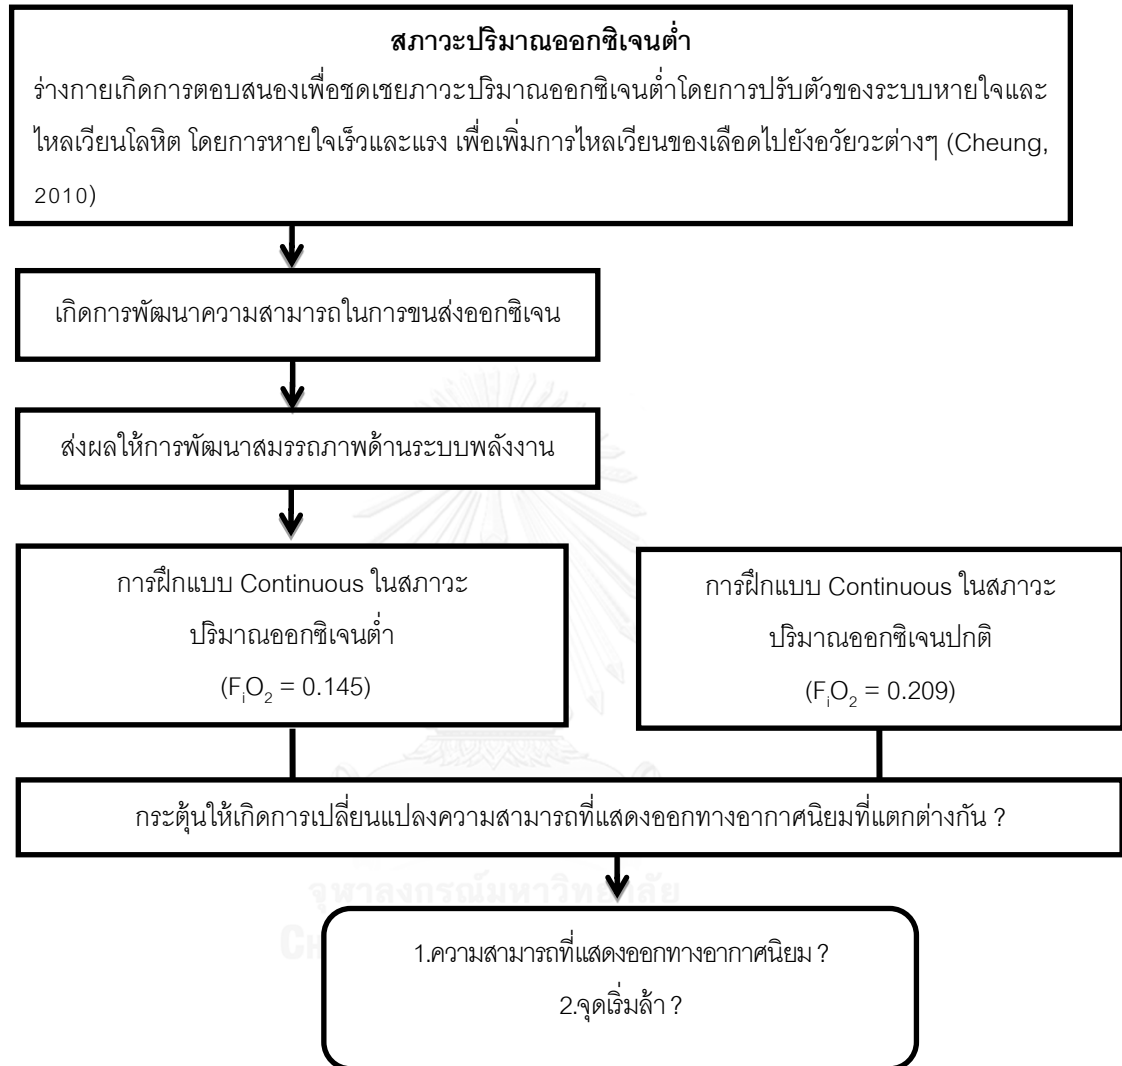 สภาวะปริมาณออกซิเจนต่ำ
ร่างกายเกิดการตอบสนองเพื่อชดเชยภาวะปริมาณออกซิเจนต่ำโดยการปรับตัวของระบบหายใจและ
ไหลเวียนโลหิต โดยการหายใจเร็วและแรง เพื่อเพิ่มการไหลเวียนของเลือดไปยังอวัยวะต่างๆ (Cheung,
2010)
เกิดการพัฒนาความสามารถในการขนส่งออกซิเจน
ส่งผลให้การพัฒนาสมรรถภาพด้านระบบพลังงาน
การฝึกแบบ Continuous ในสภาวะ
ปริมาณออกซิเจนต่ำ
(FᵢO₂ = 0.145)
การฝึกแบบ Continuous ในสภาวะ
ปริมาณออกซิเจนปกติ
(FᵢO₂ = 0.209)
กระตุ้นให้เกิดการเปลี่ยนแปลงความสามารถที่แสดงออกทางอากาศนิยมที่แตกต่างกัน ?
จุฬาลงกรณ์มหาวิทยาลัย
1.ความสามารถที่แสดงออกทางอากาศนิยม ?
2.จุดเริ่มล้า ?